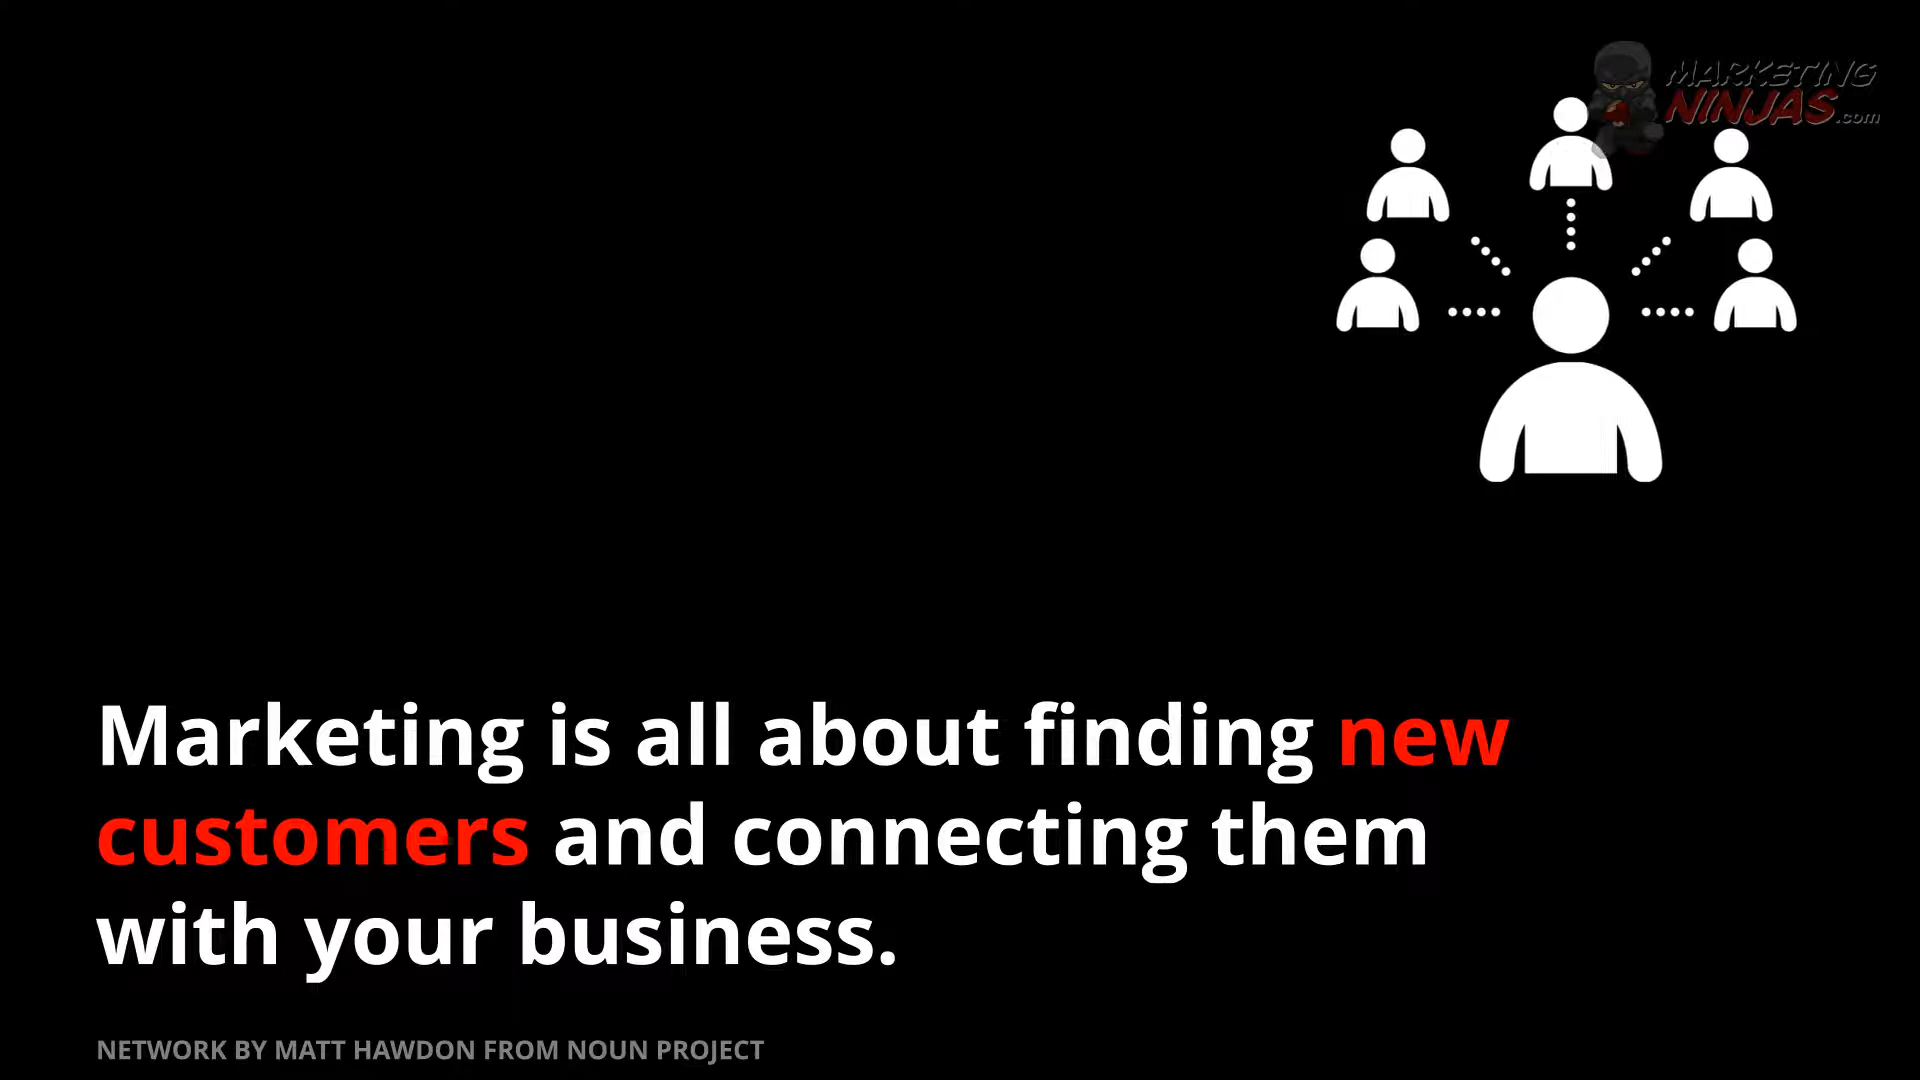 MARKETING
NINJAS.com
Marketing is all about finding new
customers and connecting them
with your business.
NETWORK BY MATT HAWDON FROM NOUN PROJECT